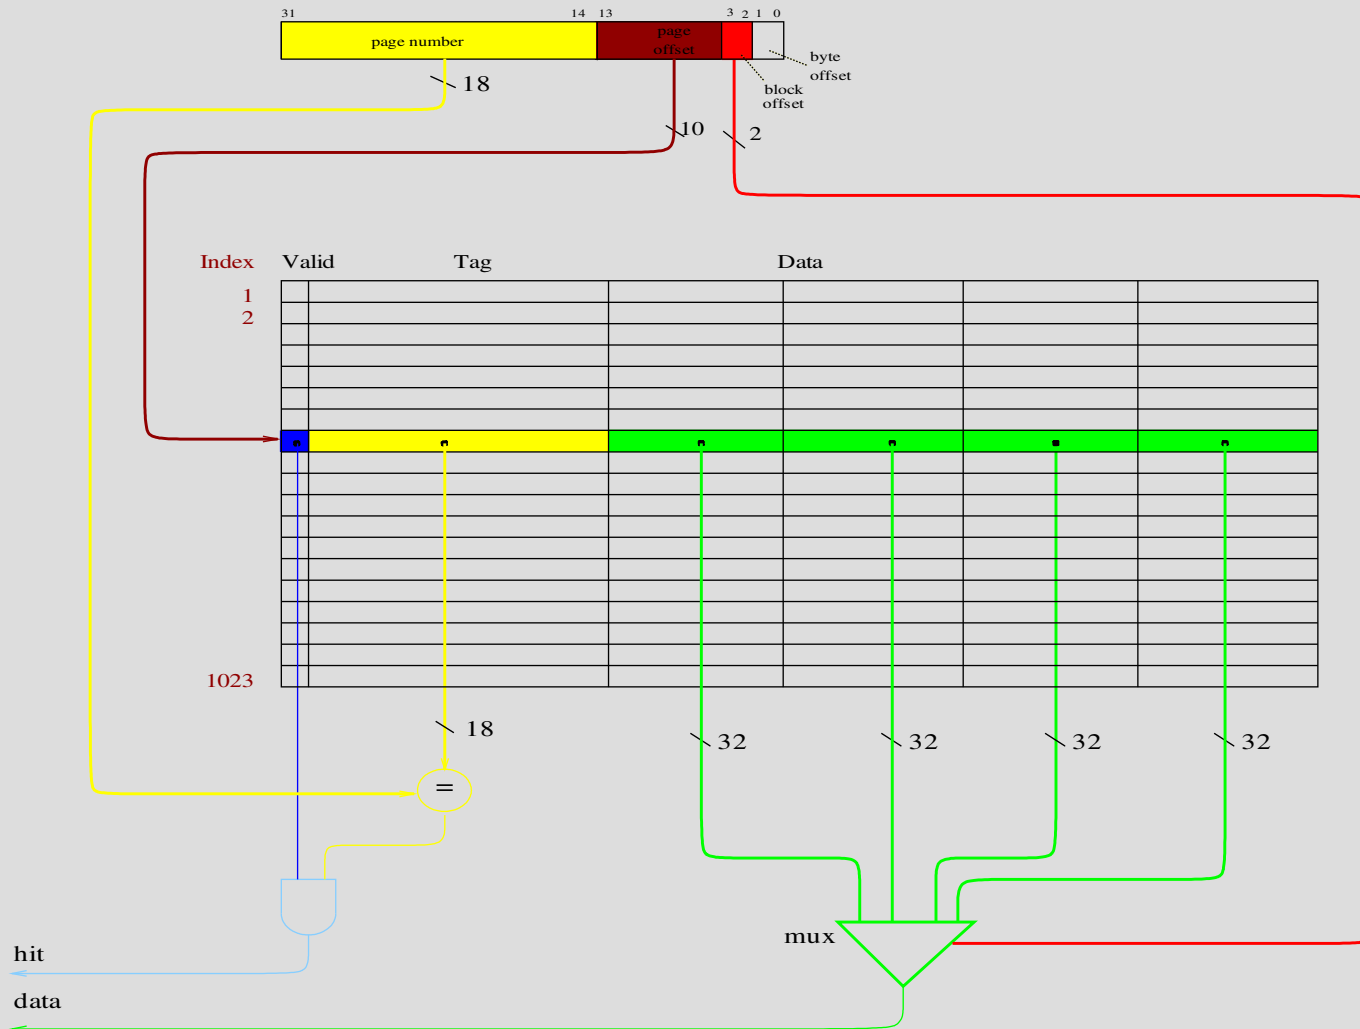 31 14 13 3 2 1 0
page number
page
offset
byte
offset
block
offset
18
10
2
Index Valid Tag Data
1
2
1023
18
32 32 32 32
=
mux
hit
data